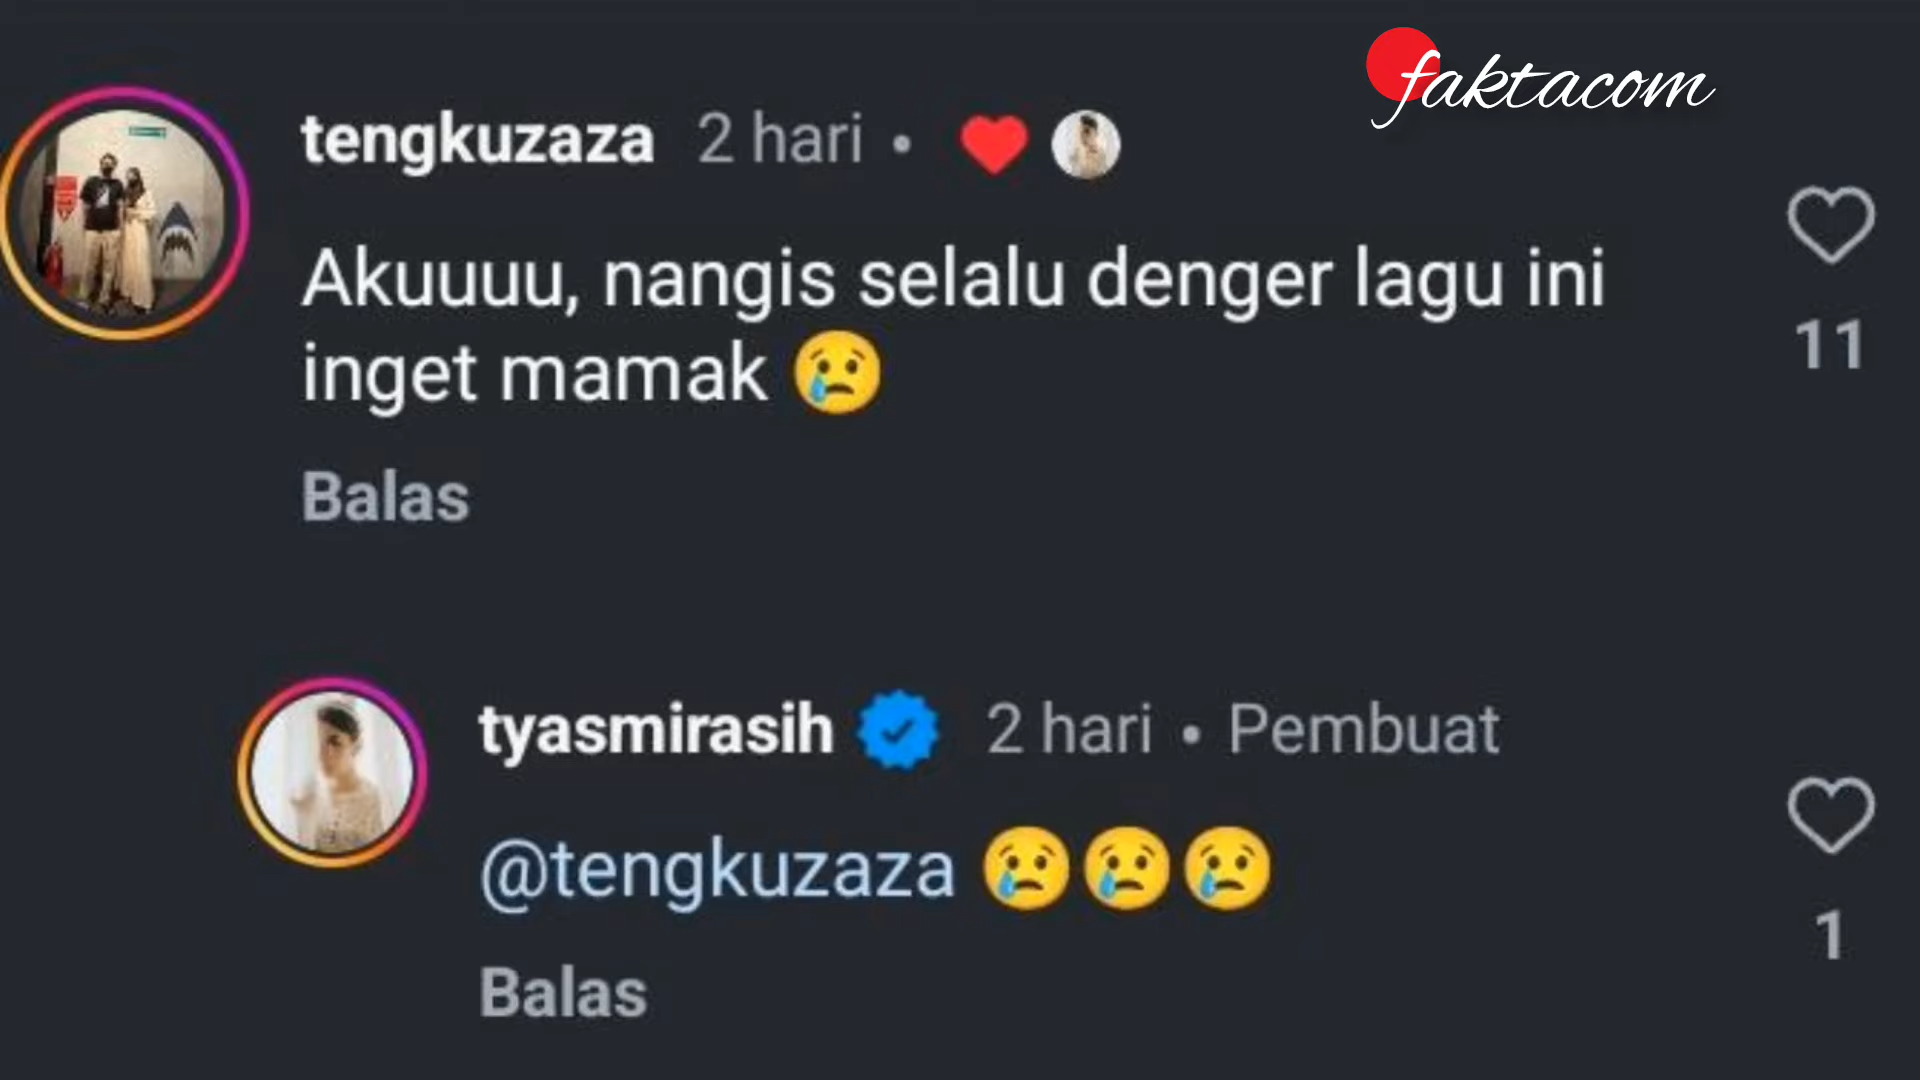 faktacom
tengkuzaza 2 hari •
Akuuuu, nangis selalu denger lagu ini
inget mamak 😢
11
Balas
tyasmirasih 2 hari • Pembuat
@tengkuzaza 😢😢😢
1
Balas